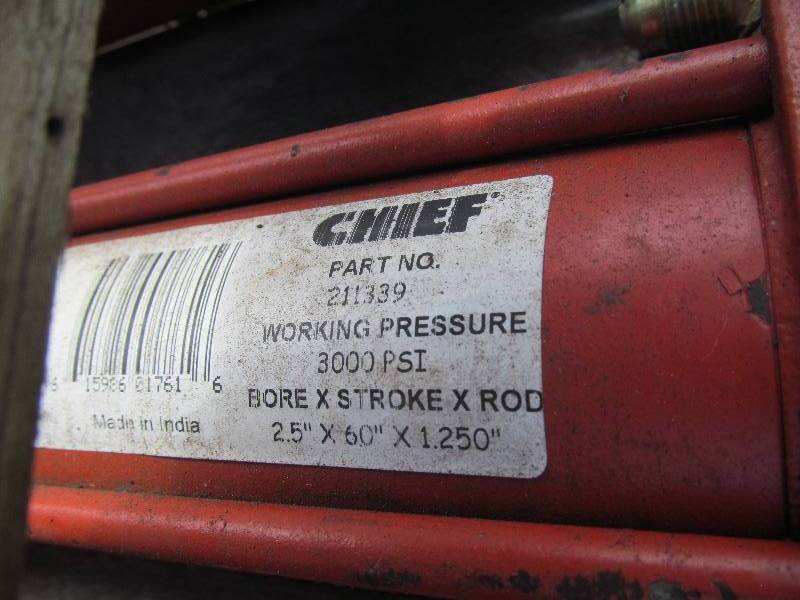 CHIEF
PART NO.
211339
WORKING PRESSURE
3000 PSI
BORE X STROKE X ROD
2.5" X 60" X 1.250"
6 15986 01761 6
Made in India